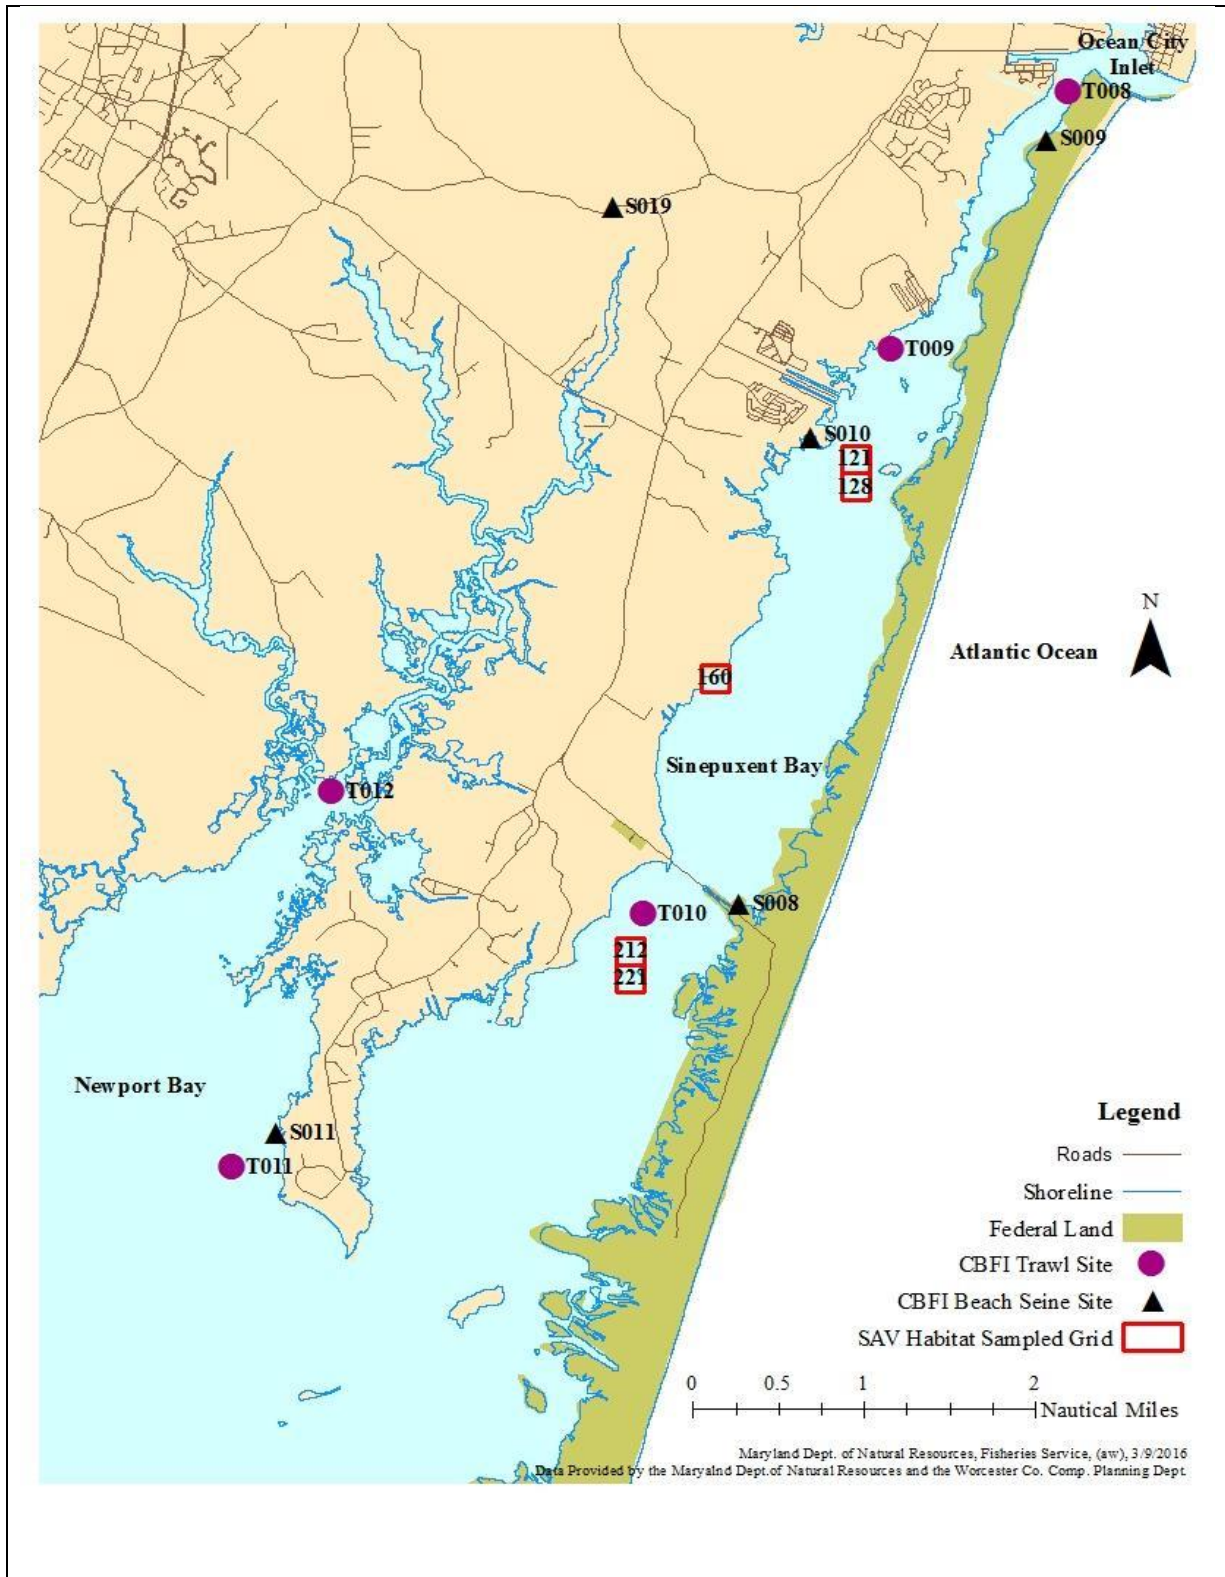 Ocean City
Inlet
T008
S009
S019
T009
S010
121
128
N
Atlantic Ocean
160
Sinepuxent Bay
T012
S008
T010
212
221
Newport Bay
S011
T011
Legend
Roads
Shoreline
Federal Land
CBFI Trawl Site
CBFI Beach Seine Site
SAV Habitat Sampled Grid
0 0.5 1 2
Nautical Miles
Maryland Dept. of Natural Resources, Fisheries Service, (aw), 3/9/2016
Data Provided by the Maryalnd Dept.of Natural Resources and the Worcester Co. Comp. Planning Dept.